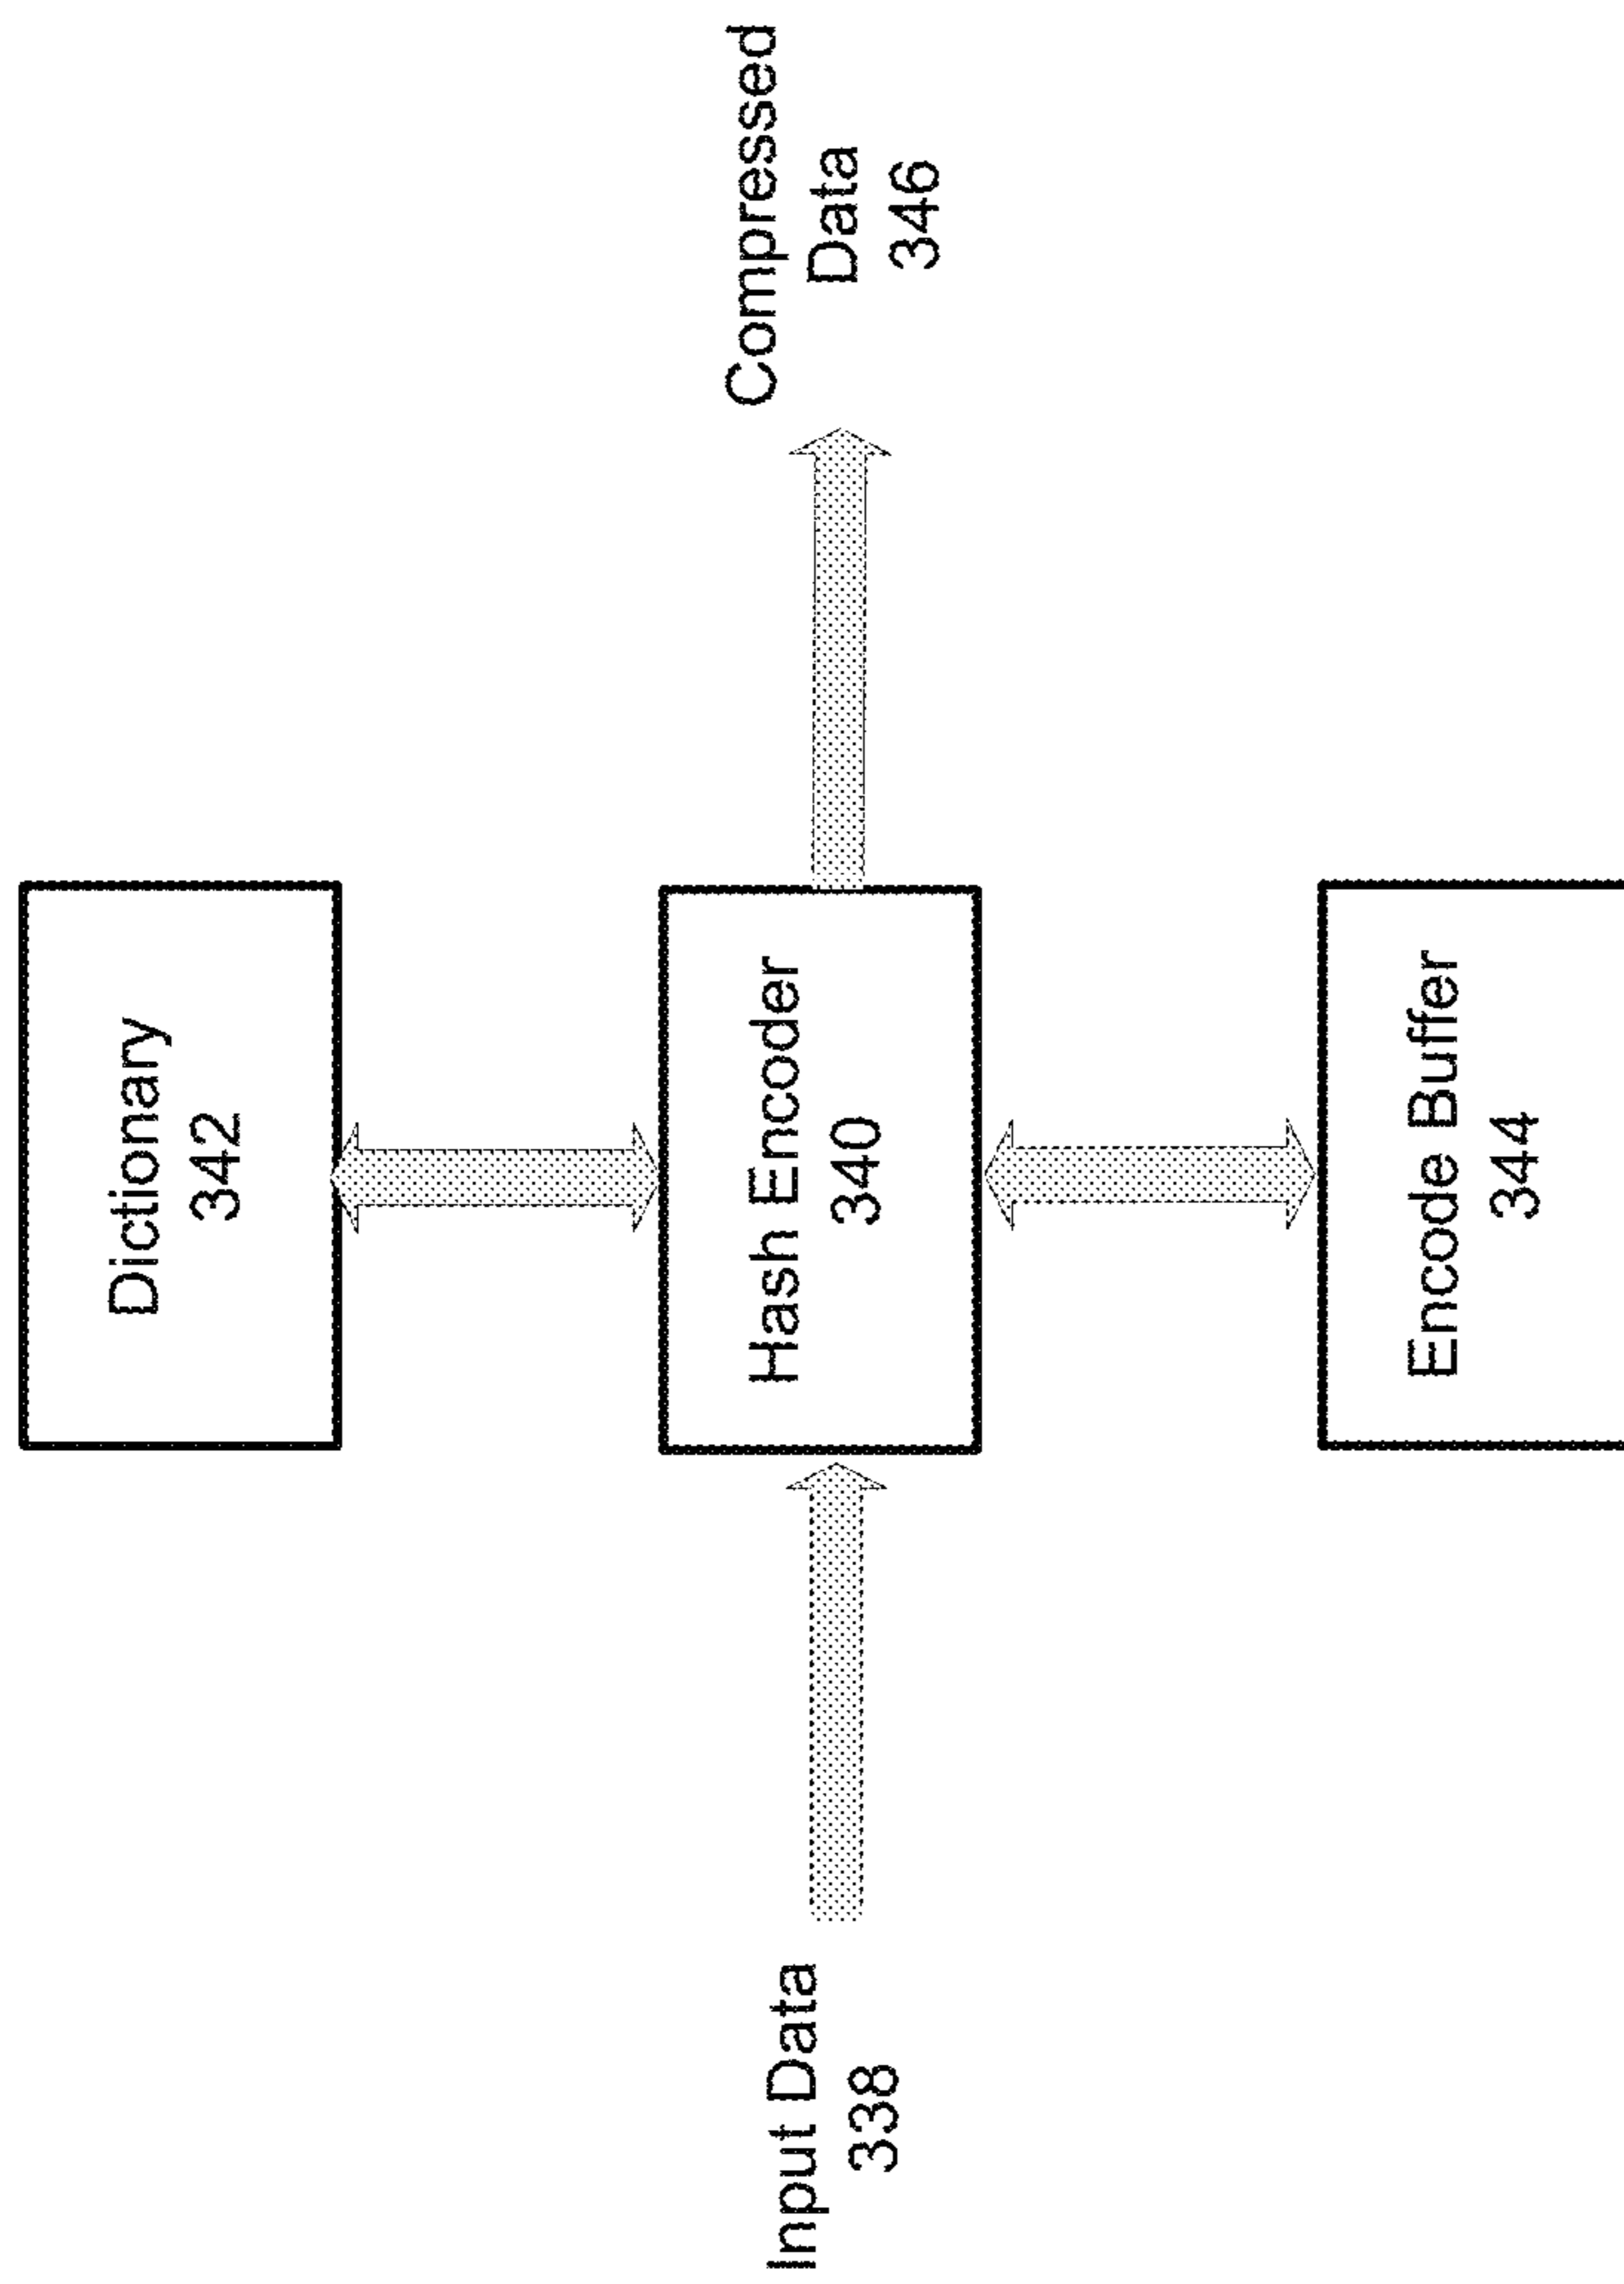 Dictionary
342
Input Data
338
Hash Encoder
340
Compressed
Data
346
Encode Buffer
344